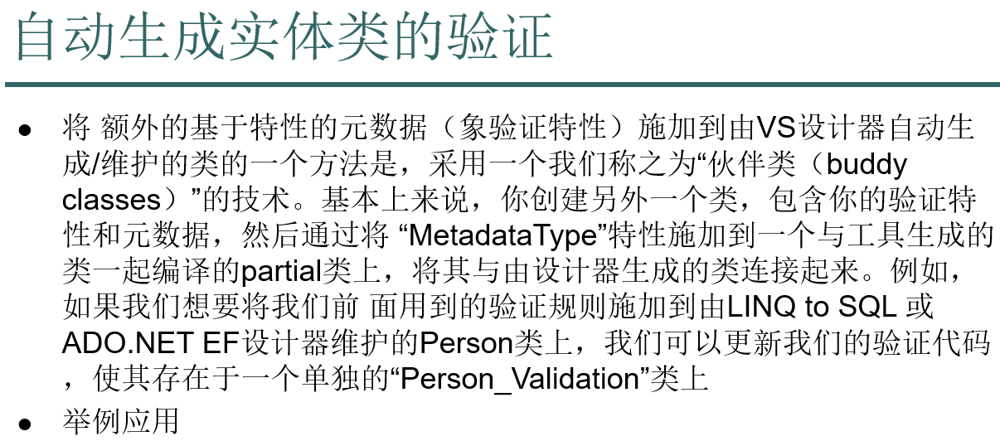 自动生成实体类的验证
● 将 额外的基于特性的元数据（象验证特性）施加到由VS设计器自动生
成/维护的类的一个方法是，采用一个我们称之为“伙伴类（buddy
classes）”的技术。基本上来说，你创建另外一个类，包含你的验证特
性和元数据，然后通过将 “MetadataType”特性施加到一个与工具生成的
类一起编译的partial类上，将其与由设计器生成的类连接起来。例如，
如果我们想要将我们前 面用到的验证规则施加到由LINQ to SQL 或
ADO.NET EF设计器维护的Person类上，我们可以更新我们的验证代码
，使其存在于一个单独的“Person_Validation”类上
● 举例应用